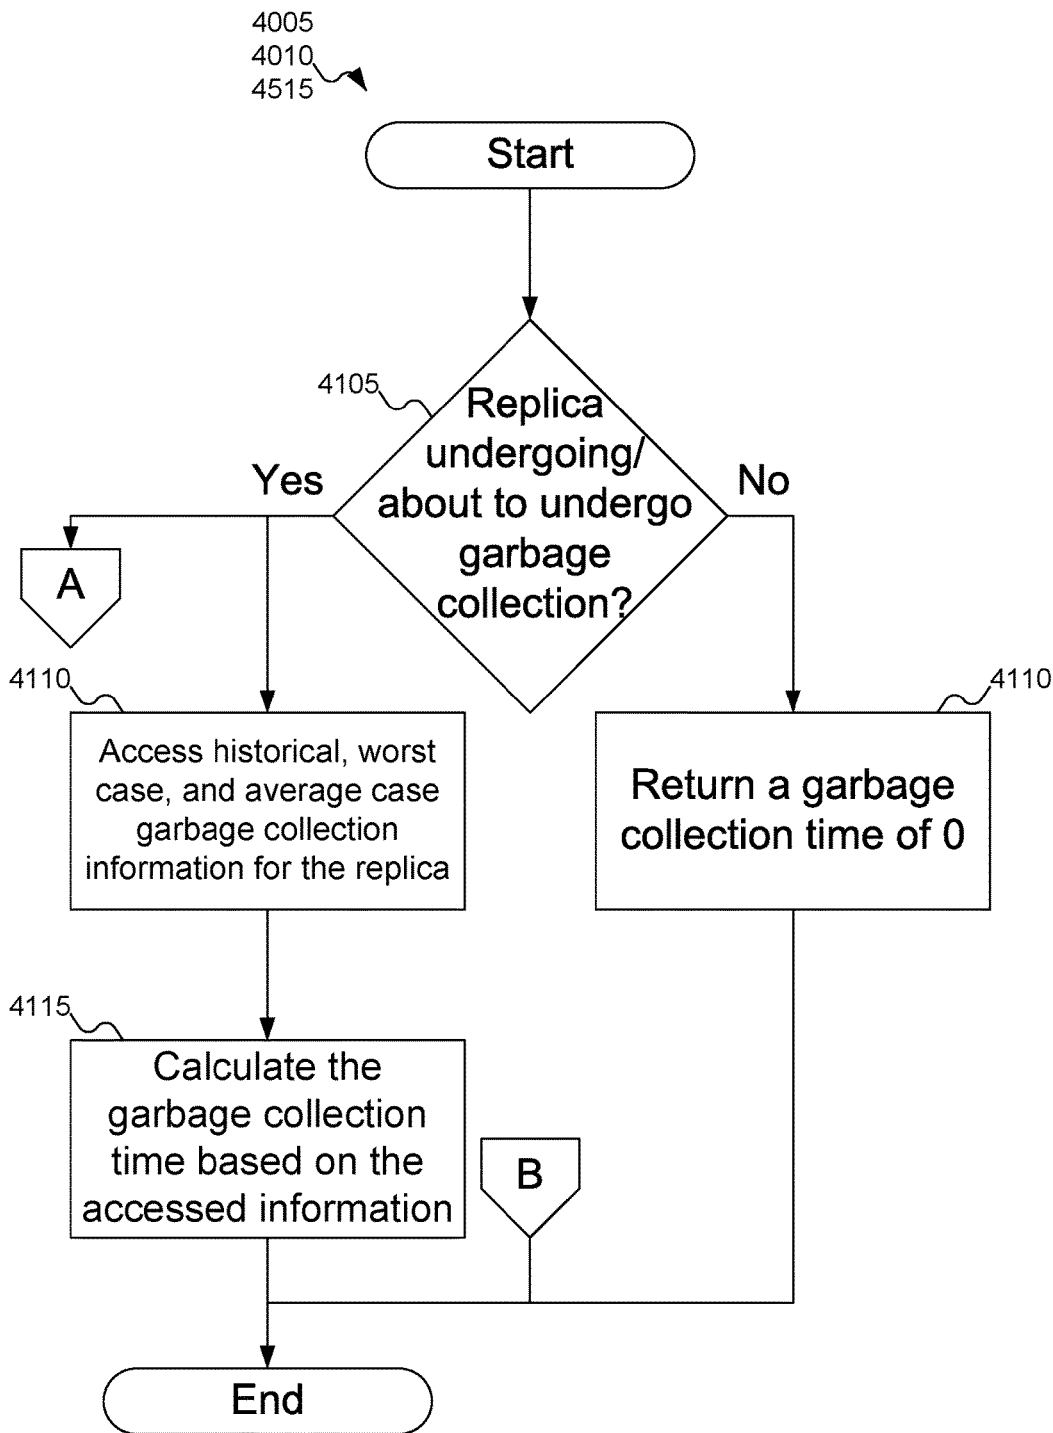 4005
4010
4515
Start
4105
Replica
undergoing/
about to undergo
garbage
collection?
Yes
No
A
4110
Access historical, worst
case, and average case
garbage collection
information for the replica
4110
Return a garbage
collection time of 0
4115
Calculate the
garbage collection
time based on the
accessed information
B
End